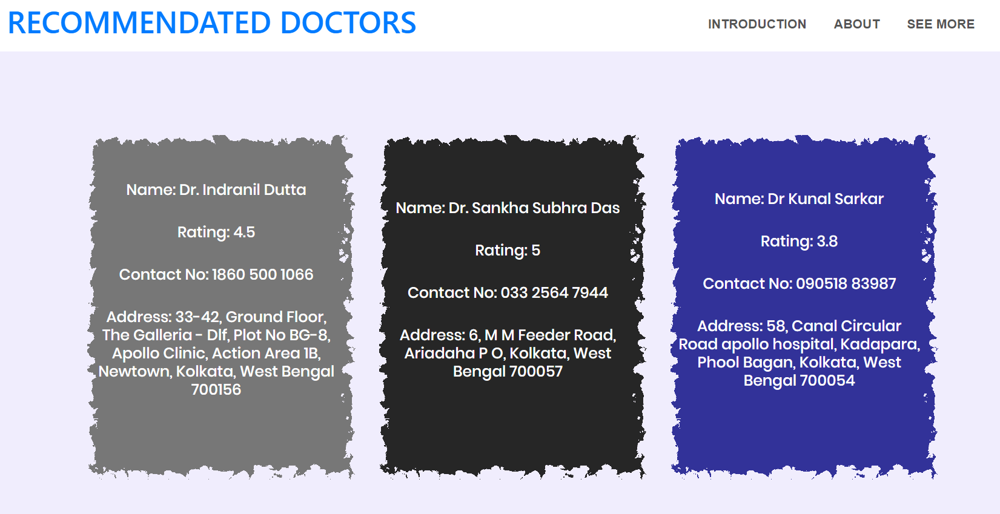 RECOMMENDATED DOCTORS
INTRODUCTION
ABOUT
SEE MORE
Name: Dr. Indranil Dutta
Rating: 4.5
Contact No: 1860 500 1066
Address: 33-42, Ground Floor,
The Galleria - Dlf, Plot No BG-8,
Apollo Clinic, Action Area 1B,
Newtown, Kolkata, West Bengal
700156
Name: Dr. Sankha Subhra Das
Rating: 5
Contact No: 033 2564 7944
Address: 6, M M Feeder Road,
Ariadaha P O, Kolkata, West
Bengal 700057
Name: Dr Kunal Sarkar
Rating: 3.8
Contact No: 090518 83987
Address: 58, Canal Circular
Road apollo hospital, Kadapara,
Phool Bagan, Kolkata, West
Bengal 700054